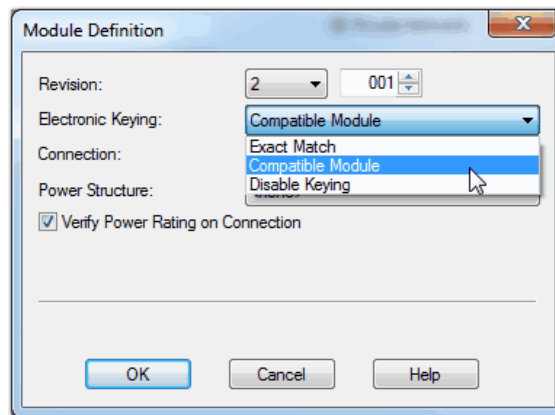 Module Definition
Revision: 2 001
Electronic Keying: Compatible Module
Exact Match
Connection: Compatible Module
Disable Keying
Power Structure:
Verify Power Rating on Connection
OK Cancel Help